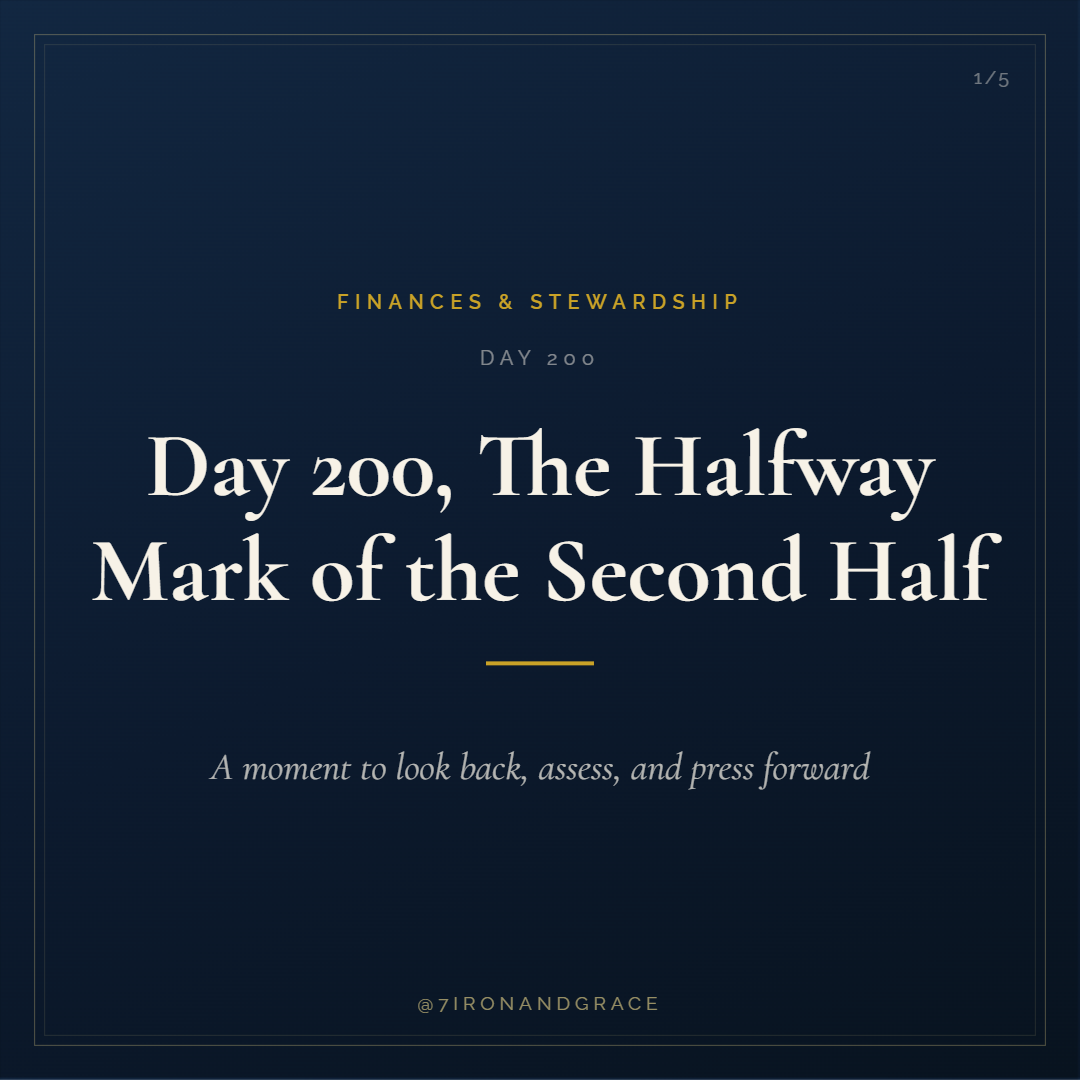 1/5
FINANCES & STEWARDSHIP
DAY 200
Day 200, The Halfway
Mark of the Second Half
A moment to look back, assess, and press forward
@7IRONANDGRACE